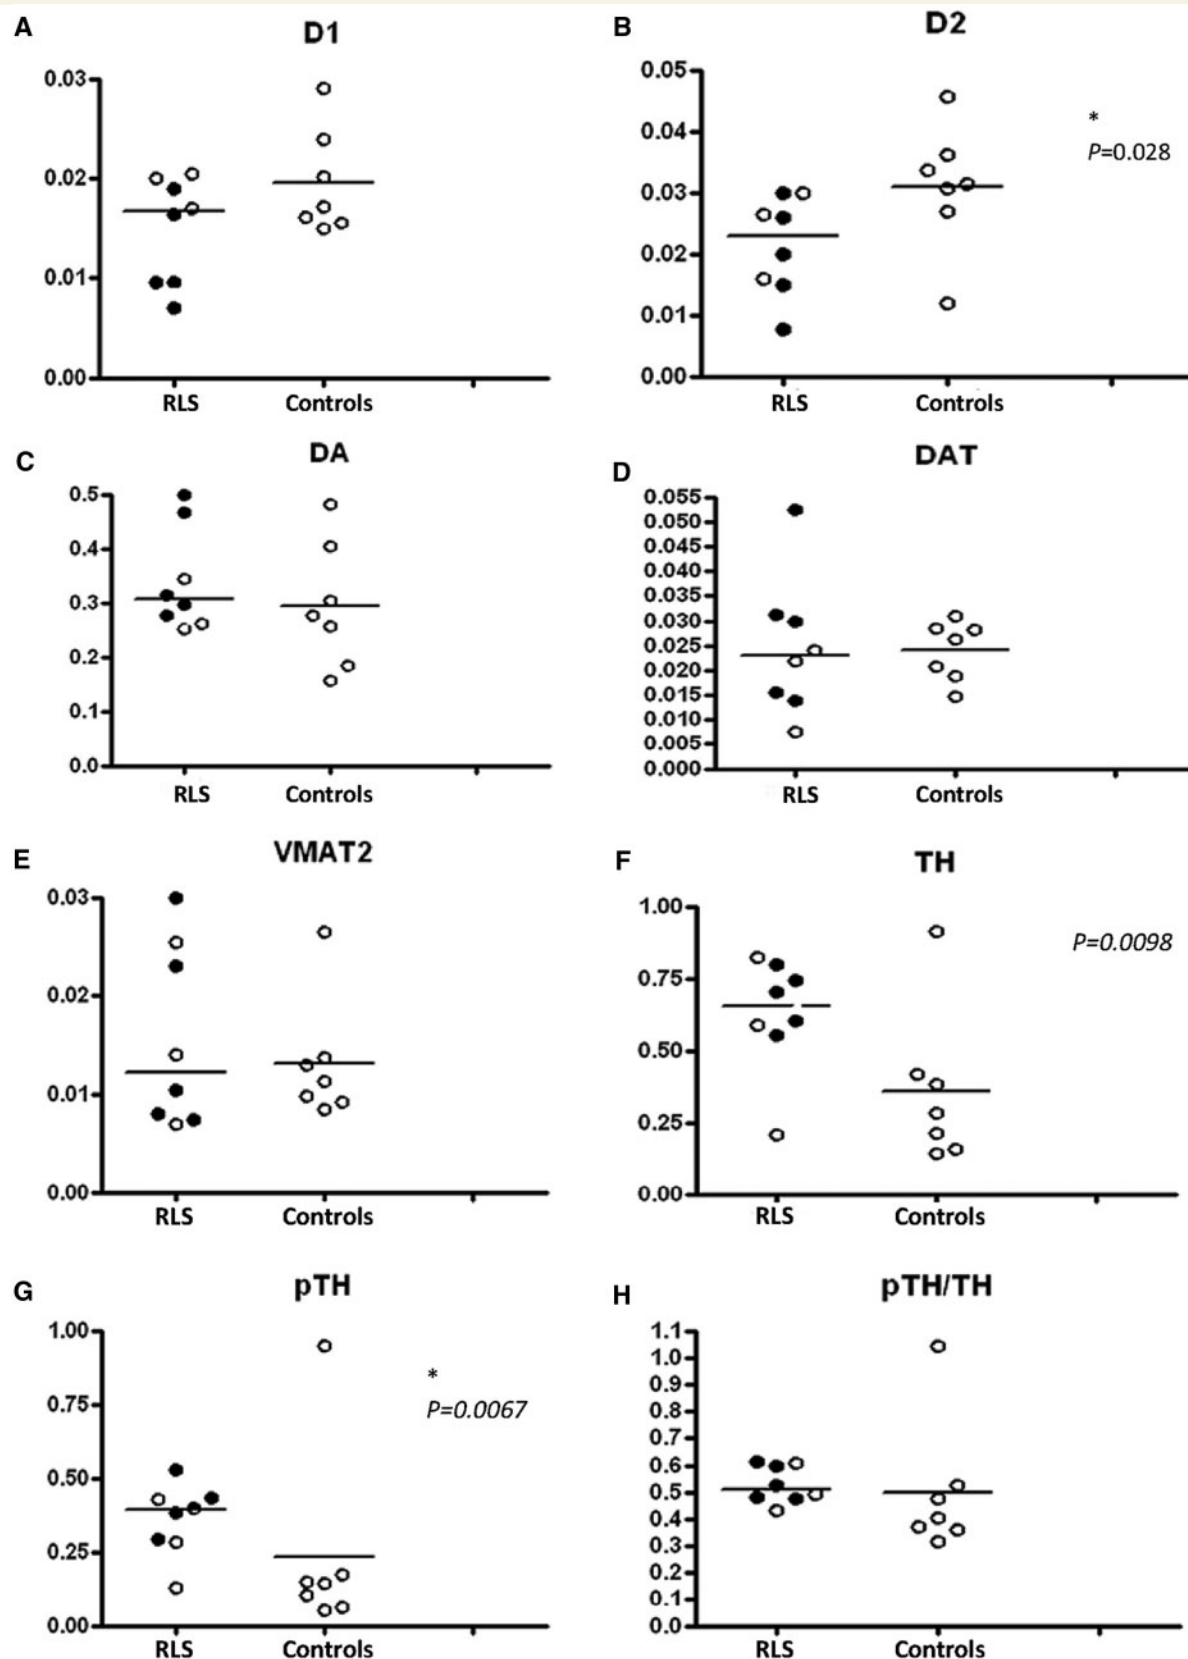 A
D1
0.03
0.02
0.01
0.00
RLS Controls
B
D2
0.05
0.04
0.03
0.02
0.01
0.00
*
P=0.028
RLS Controls
C
DA
0.5
0.4
0.3
0.2
0.1
0.0
RLS Controls
D
DAT
0.055
0.050
0.045
0.040
0.035
0.030
0.025
0.020
0.015
0.010
0.005
0.000
RLS Controls
E
VMAT2
0.03
0.02
0.01
0.00
RLS Controls
F
TH
1.00
0.75
0.50
0.25
0.00
P=0.0098
RLS Controls
G
pTH
1.00
0.75
0.50
0.25
0.00
*
P=0.0067
RLS Controls
H
pTH/TH
1.1
1.0
0.9
0.8
0.7
0.6
0.5
0.4
0.3
0.2
0.1
0.0
RLS Controls